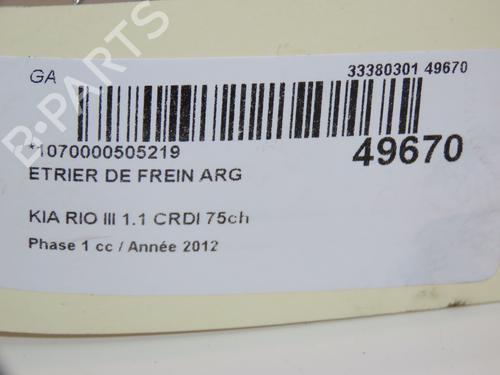 GA
33380301 49670
*1070000505219
49670
ETRIER DE FREIN ARG
KIA RIO III 1.1 CRDI 75ch
Phase 1 cc / Année 2012
B-PARTS